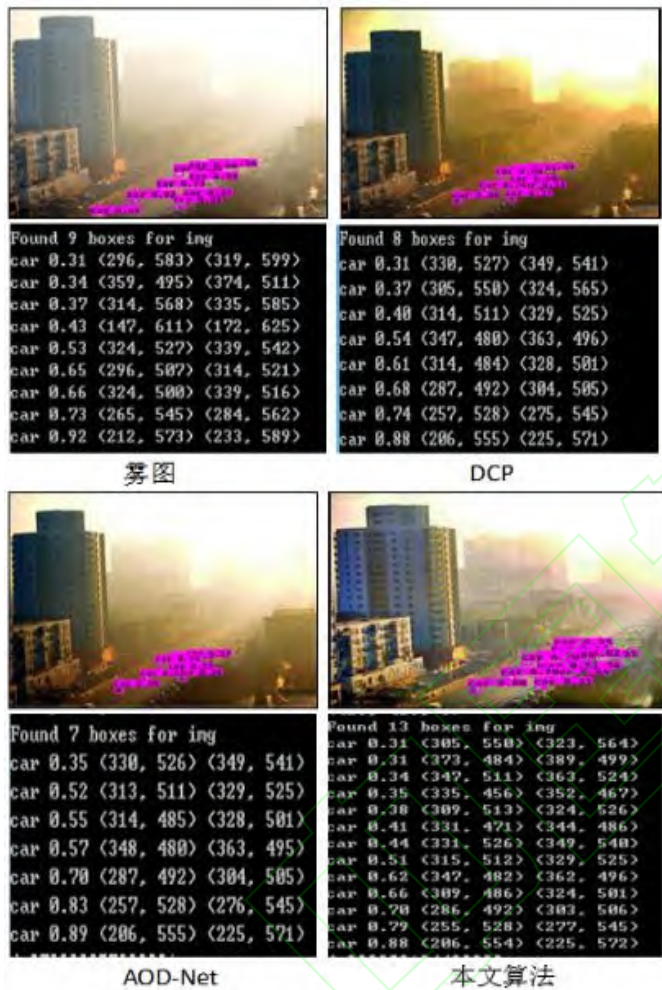 Found 9 boxes for img
car 0.31 (296, 583) (319, 599)
car 0.34 (359, 495) (374, 511)
car 0.37 (314, 568) (335, 585)
car 0.43 (147, 611) (172, 625)
car 0.53 (324, 527) (339, 542)
car 0.65 (296, 507) (314, 521)
car 0.66 (324, 500) (339, 516)
car 0.73 (265, 545) (284, 562)
car 0.92 (212, 573) (233, 589)
雾图
Found 8 boxes for img
car 0.31 (330, 527) (349, 541)
car 0.37 (305, 550) (324, 565)
car 0.40 (314, 511) (329, 525)
car 0.54 (347, 480) (363, 496)
car 0.61 (314, 484) (328, 501)
car 0.68 (287, 492) (304, 505)
car 0.74 (257, 528) (275, 545)
car 0.88 (206, 555) (225, 571)
DCP
Found 7 boxes for img
car 0.35 (330, 526) (349, 541)
car 0.52 (313, 511) (329, 525)
car 0.55 (314, 485) (328, 501)
car 0.57 (348, 480) (363, 495)
car 0.70 (287, 492) (304, 505)
car 0.83 (257, 528) (276, 545)
car 0.89 (206, 555) (225, 571)
AOD-Net
Found 13 boxes for img
car 0.31 (305, 550) (323, 564)
car 0.31 (373, 484) (389, 499)
car 0.34 (347, 511) (363, 524)
car 0.35 (335, 456) (352, 467)
car 0.38 (309, 513) (324, 526)
car 0.41 (331, 471) (344, 486)
car 0.44 (331, 526) (349, 540)
car 0.51 (315, 512) (329, 525)
car 0.62 (347, 482) (362, 496)
car 0.66 (309, 486) (324, 501)
car 0.70 (286, 492) (303, 506)
car 0.79 (255, 528) (277, 545)
car 0.88 (206, 554) (225, 572)
本文算法